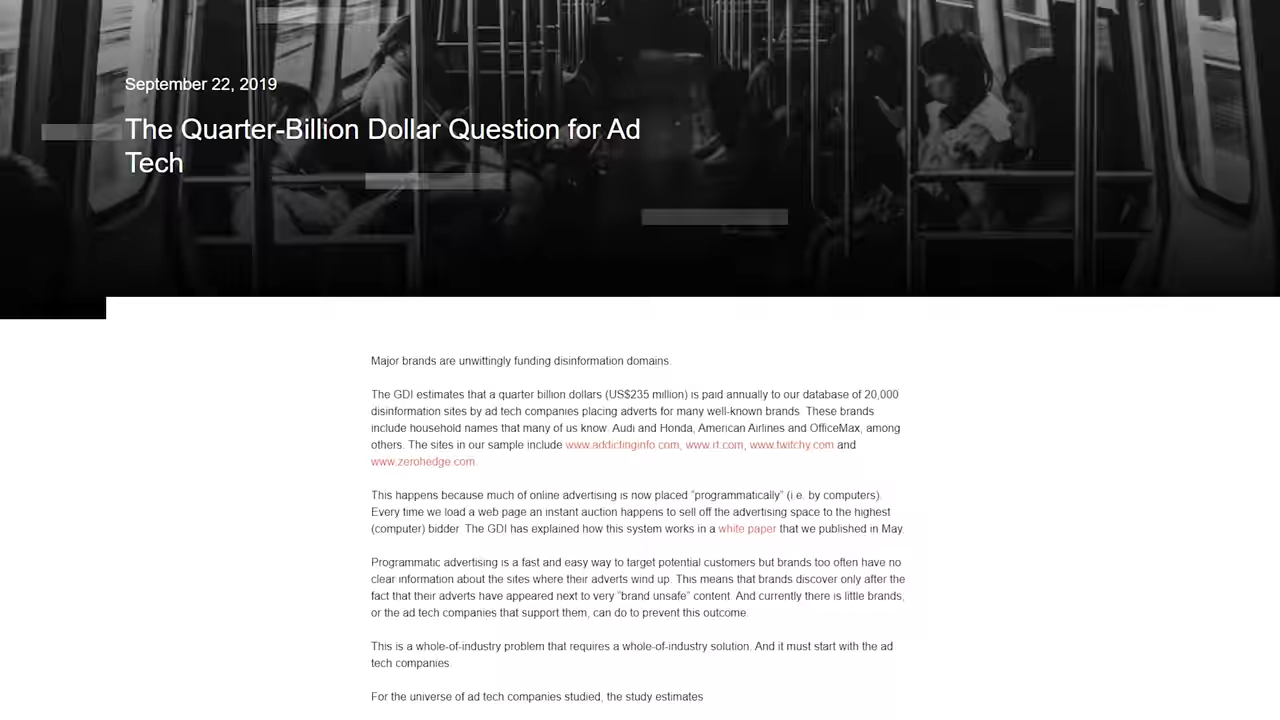 September 22, 2019
The Quarter-Billion Dollar Question for Ad
Tech
Major brands are unwittingly funding disinformation domains.
The GDI estimates that a quarter billion dollars (US$235 million) is paid annually to our database of 20,000
disinformation sites by ad tech companies placing adverts for many well-known brands. These brands
include household names that many of us know: Audi and Honda, American Airlines and OfficeMax, among
others. The sites in our sample include www.addictinginfo.com, www.rt.com, www.twitchy.com and
www.zerohedge.com.
This happens because much of online advertising is now placed “programmatically” (i.e. by computers).
Every time we load a web page an instant auction happens to sell off the advertising space to the highest
(computer) bidder. The GDI has explained how this system works in a white paper that we published in May.
Programmatic advertising is a fast and easy way to target potential customers but brands too often have no
clear information about the sites where their adverts wind up. This means that brands discover only after the
fact that their adverts have appeared next to very “brand unsafe” content. And currently there is little brands,
or the ad tech companies that support them, can do to prevent this outcome.
This is a whole-of-industry problem that requires a whole-of-industry solution. And it must start with the ad
tech companies.
For the universe of ad tech companies studied, the study estimates